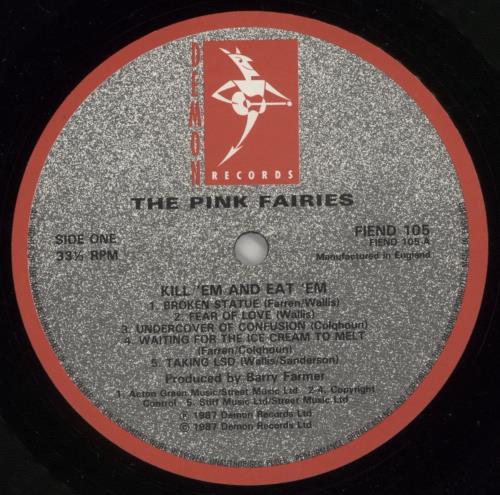 DEMON
RECORDS
THE PINK FAIRIES
SIDE ONE
33⅓ RPM
FIEND 105
FIEND 105 A
Manufactured in England
KILL 'EM AND EAT 'EM
1. BROKEN STATUE (Farren/Wallis)
2. FEAR OF LOVE (Wallis)
3. UNDERCOVER OF CONFUSION (Colqhoun)
4. WAITING FOR THE ICE CREAM TO MELT
(Farren/Colqhoun)
5. TAKING LSD (Wallis/Sanderson)
Produced by Barry Farmer
1. Acton Green Music/Street Music Ltd 2-4. Copyright
Control 5. Stiff Music Ltd/Street Music Ltd
℗ 1987 Demon Records Ltd
© 1987 Demon Records Ltd